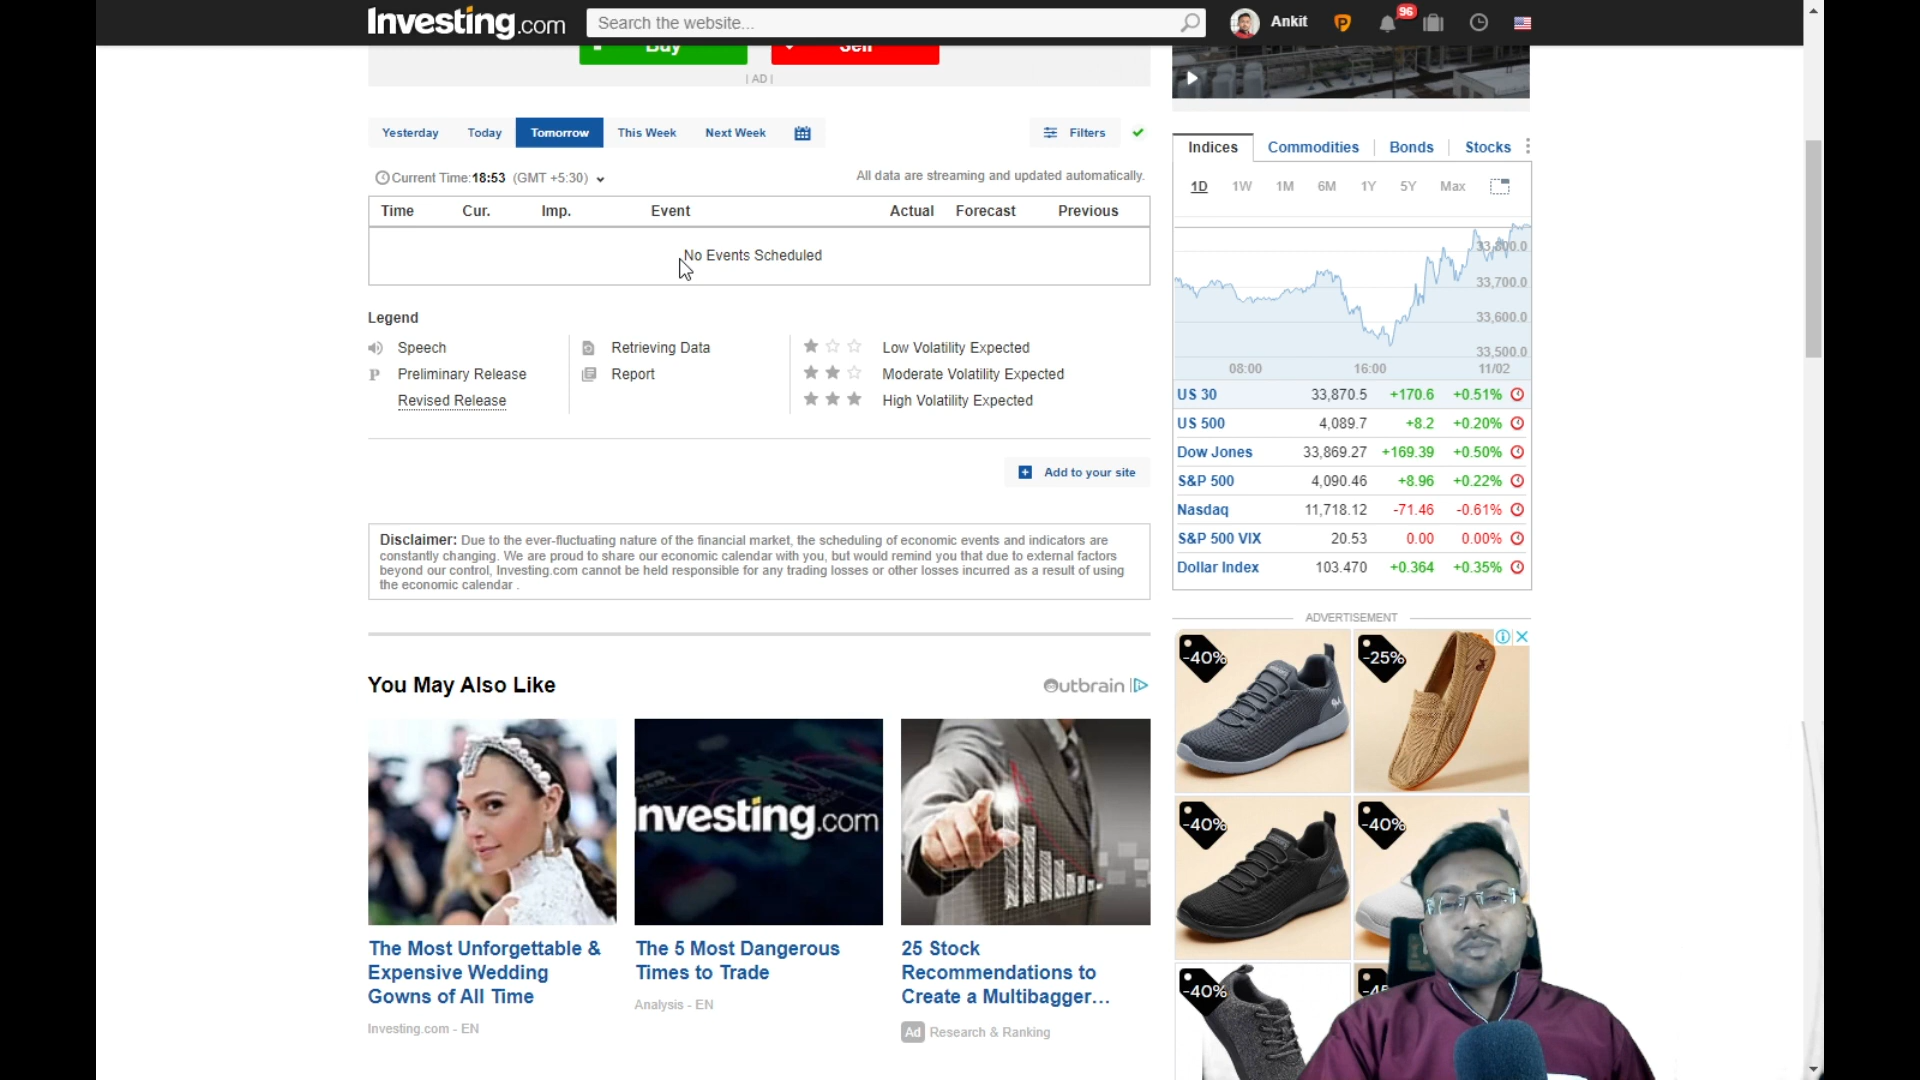 Investing.com
Search the website...
Ankit
96
Buy
Sell
| AD |
Yesterday
Today
Tomorrow
This Week
Next Week
Filters
Current Time:18:53 (GMT +5:30)
All data are streaming and updated automatically.
Time Cur. Imp. Event Actual Forecast Previous
No Events Scheduled
Legend
Speech
Preliminary Release
Revised Release
Retrieving Data
Report
Low Volatility Expected
Moderate Volatility Expected
High Volatility Expected
Add to your site
Disclaimer: Due to the ever-fluctuating nature of the financial market, the scheduling of economic events and indicators are
constantly changing. We are proud to share our economic calendar with you, but would remind you that due to external factors
beyond our control, Investing.com cannot be held responsible for any trading losses or other losses incurred as a result of using
the economic calendar .
You May Also Like
Outbrain
The Most Unforgettable &
Expensive Wedding
Gowns of All Time
Investing.com - EN
nvesting.com
The 5 Most Dangerous
Times to Trade
Analysis - EN
25 Stock
Recommendations to
Create a Multibagger...
Ad Research & Ranking
Indices Commodities Bonds Stocks
1D 1W 1M 6M 1Y 5Y Max
33,800.0
33,700.0
33,600.0
33,500.0
08:00 16:00 11/02
US 30 33,870.5 +170.6 +0.51%
US 500 4,089.7 +8.2 +0.20%
Dow Jones 33,869.27 +169.39 +0.50%
S&P 500 4,090.46 +8.96 +0.22%
Nasdaq 11,718.12 -71.46 -0.61%
S&P 500 VIX 20.53 0.00 0.00%
Dollar Index 103.470 +0.364 +0.35%
ADVERTISEMENT
-40%
-25%
-40%
-40%
-40%